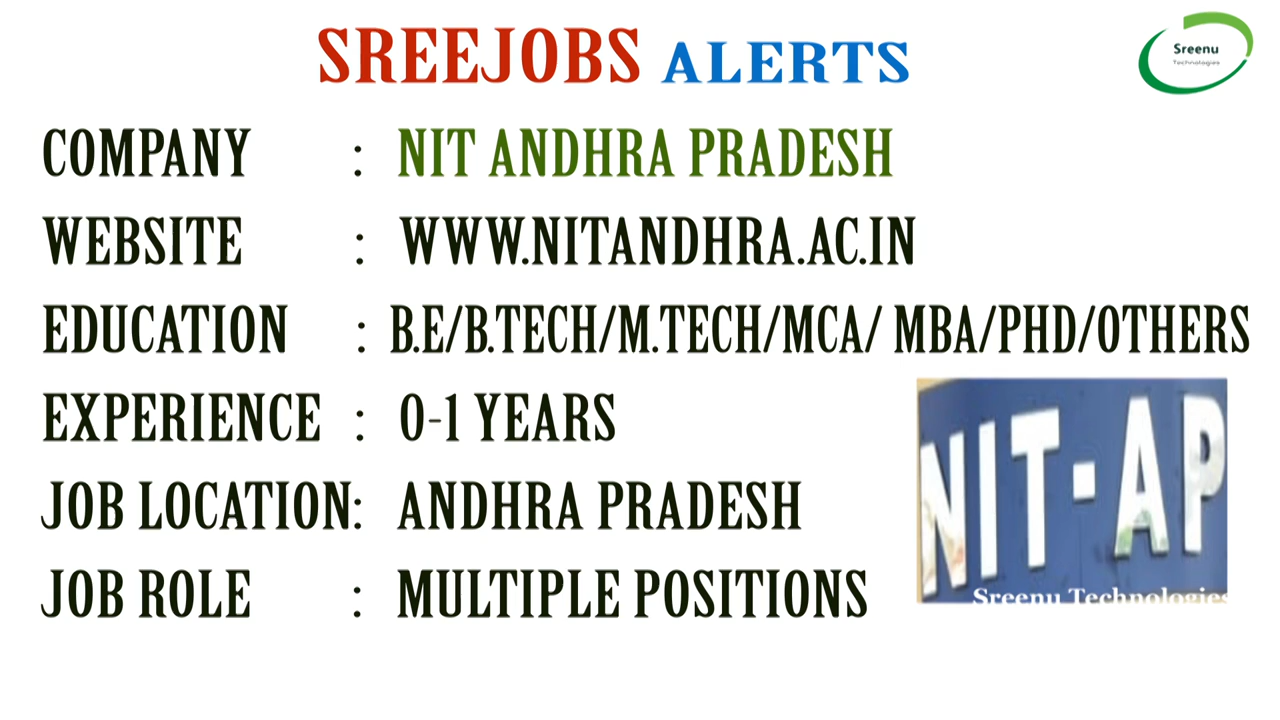 SREEJOBS ALERTS
Sreenu
Technologies
COMPANY : NIT ANDHRA PRADESH
WEBSITE : WWW.NITANDHRA.AC.IN
EDUCATION : B.E/B.TECH/M.TECH/MCA/ MBA/PHD/OTHERS
EXPERIENCE : 0-1 YEARS
JOB LOCATION: ANDHRA PRADESH
JOB ROLE : MULTIPLE POSITIONS
NIT-AP
Sreenu Technologies